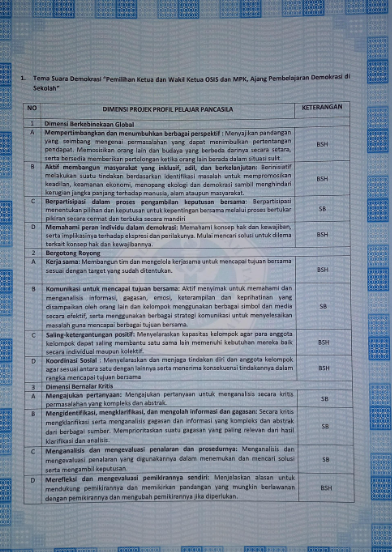 1. Tema Suara Demokrasi "Pemilihan Ketua dan Wakil Ketua OSIS dan MPK, Ajang Pembelajaran Demokrasi di
Sekolah"
NO DIMENSI PROJEK PROFIL PELAJAR PANCASILA KETERANGAN
1 Dimensi Berkebinekaan Global
A Mempertimbangkan dan menumbuhkan berbagai perspektif : Menyajikan pandangan
yang seimbang mengenai permasalahan yang dapat menimbulkan pertentangan
pendapat. Memosisikan orang lain dan budaya yang berbeda darinya secara setara,
serta bersedia memberikan pertolongan ketika orang lain berada dalam situasi sulit.
BSH
B Aktif membangun masyarakat yang inklusif, adil, dan berkelanjutan: Berinisiatif
melakukan suatu tindakan berdasarkan identifikasi masalah untuk mempromosikan
keadilan, keamanan ekonomi, menopang ekologi dan demokrasi sambil menghindari
kerugian jangka panjang terhadap manusia, alam ataupun masyarakat.
BSH
C Berpartisipasi dalam proses pengambilan keputusan bersama: Berpartisipasi
menentukan pilihan dan keputusan untuk kepentingan bersama melalui proses bertukar
pikiran secara cermat dan terbuka secara mandiri
SB
D Memahami peran individu dalam demokrasi: Memahami konsep hak dan kewajiban,
serta implikasinya terhadap ekspresi dan perilakunya. Mulai mencari solusi untuk dilema
terkait konsep hak dan kewajibannya.
BSH
2 Bergotong Royong
A Kerja sama: Membangun tim dan mengelola kerjasama untuk mencapai tujuan bersama
sesuai dengan target yang sudah ditentukan.
BSH
B Komunikasi untuk mencapai tujuan bersama: Aktif menyimak untuk memahami dan
menganalisis informasi, gagasan, emosi, keterampilan dan keprihatinan yang
disampaikan oleh orang lain dan kelompok menggunakan berbagai simbol dan media
secara efektif, serta menggunakan berbagai strategi komunikasi untuk menyelesaikan
masalah guna mencapai berbagai tujuan bersama.
SB
C Saling-ketergantungan positif: Menyelaraskan kapasitas kelompok agar para anggota
kelompok dapat saling membantu satu sama lain memenuhi kebutuhan mereka baik
secara individual maupun kolektif.
BSH
D Koordinasi Sosial : Menyelaraskan dan menjaga tindakan diri dan anggota kelompok
agar sesuai antara satu dengan lainnya serta menerima konsekuensi tindakannya dalam
rangka mencapai tujuan bersama
BSH
3 Dimensi Bernalar Kritis
A Mengajukan pertanyaan: Mengajukan pertanyaan untuk menganalisis secara kritis
permasalahan yang kompleks dan abstrak.
SB
B Mengidentifikasi, mengklarifikasi, dan mengolah informasi dan gagasan: Secara kritis
mengklarifikasi serta menganalisis gagasan dan informasi yang kompleks dan abstrak
dari berbagai sumber. Memprioritaskan suatu gagasan yang paling relevan dari hasil
klarifikasi dan analisis.
SB
C Menganalisis dan mengevaluasi penalaran dan prosedurnya: Menganalisis dan
mengevaluasi penalaran yang digunakannya dalam menemukan dan mencari solusi
serta mengambil keputusan.
SB
D Merefleksi dan mengevaluasi pemikirannya sendiri: Menjelaskan alasan untuk
mendukung pemikirannya dan memikirkan pandangan yang mungkin berlawanan
dengan pemikirannya dan mengubah pemikirannya jika diperlukan.
BSH